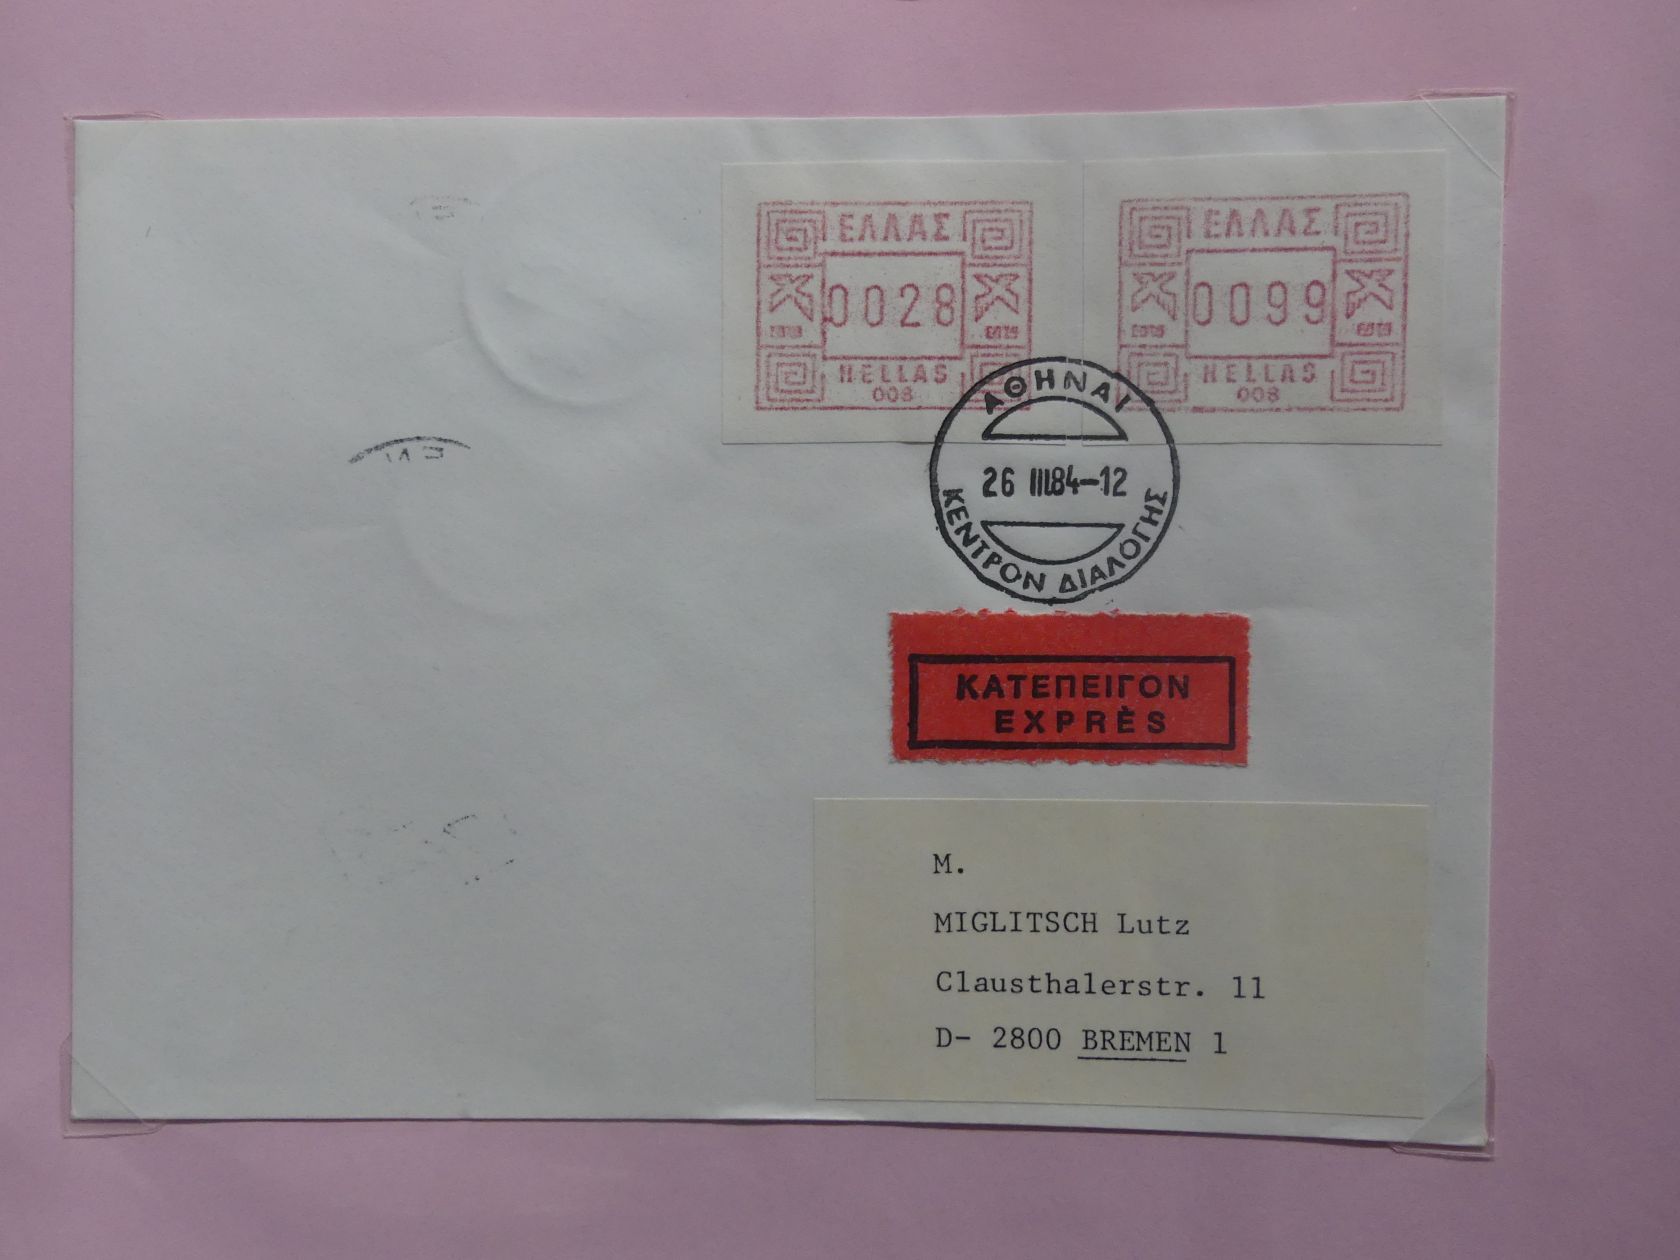 ΕΛΛΑΣ
0028
HELLAS
008
ΕΛΛΑΣ
0099
HELLAS
008
ΑΘΗΝΑΙ
26 III.84-12
ΚΕΝΤΡΟΝ ΔΙΑΛΟΓΗΣ
ΚΑΤΕΠΕΙΓΟΝ
EXPRÈS
M.
MIGLITSCH Lutz
Clausthalerstr. 11
D- 2800 BREMEN 1